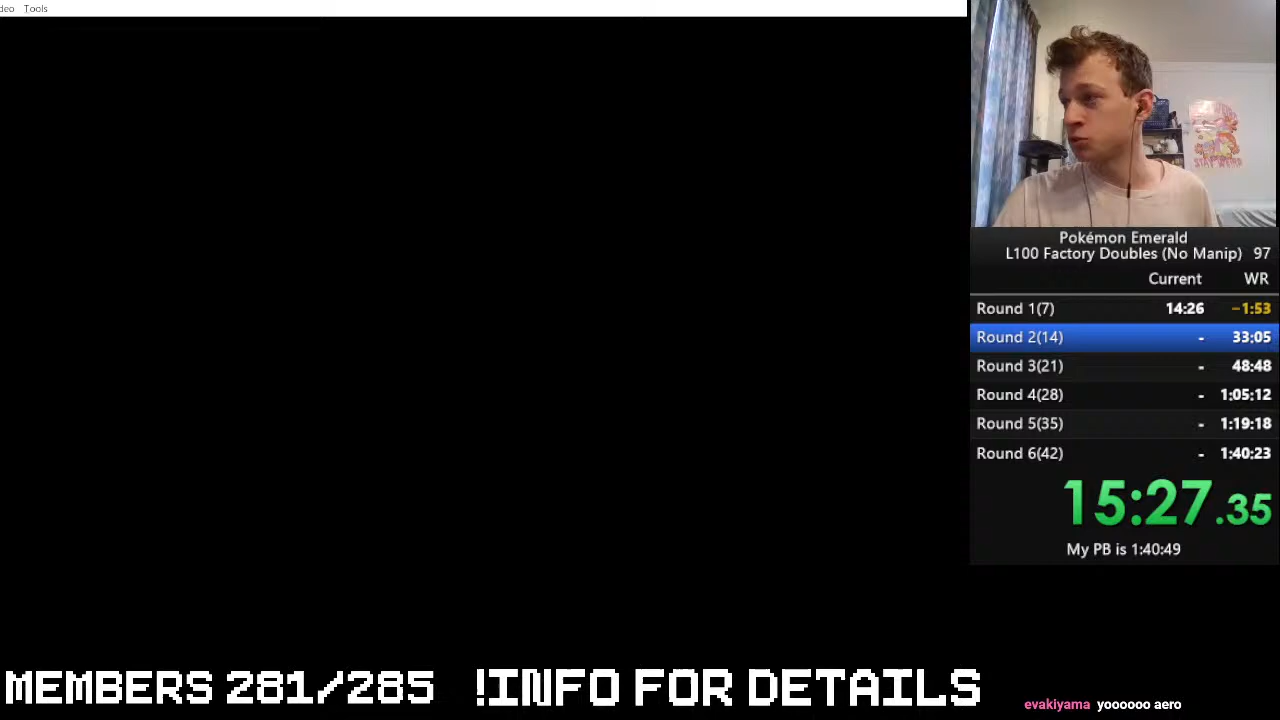 deo Tools
Pokémon Emerald
L100 Factory Doubles (No Manip) 97
Current WR
Round 1(7) 14:26 −1:53
Round 2(14) - 33:05
Round 3(21) - 48:48
Round 4(28) - 1:05:12
Round 5(35) - 1:19:18
Round 6(42) - 1:40:23
15:27.35
My PB is 1:40:49
MEMBERS 281/285 !INFO FOR DETAILS
evakiyama yoooooo aero